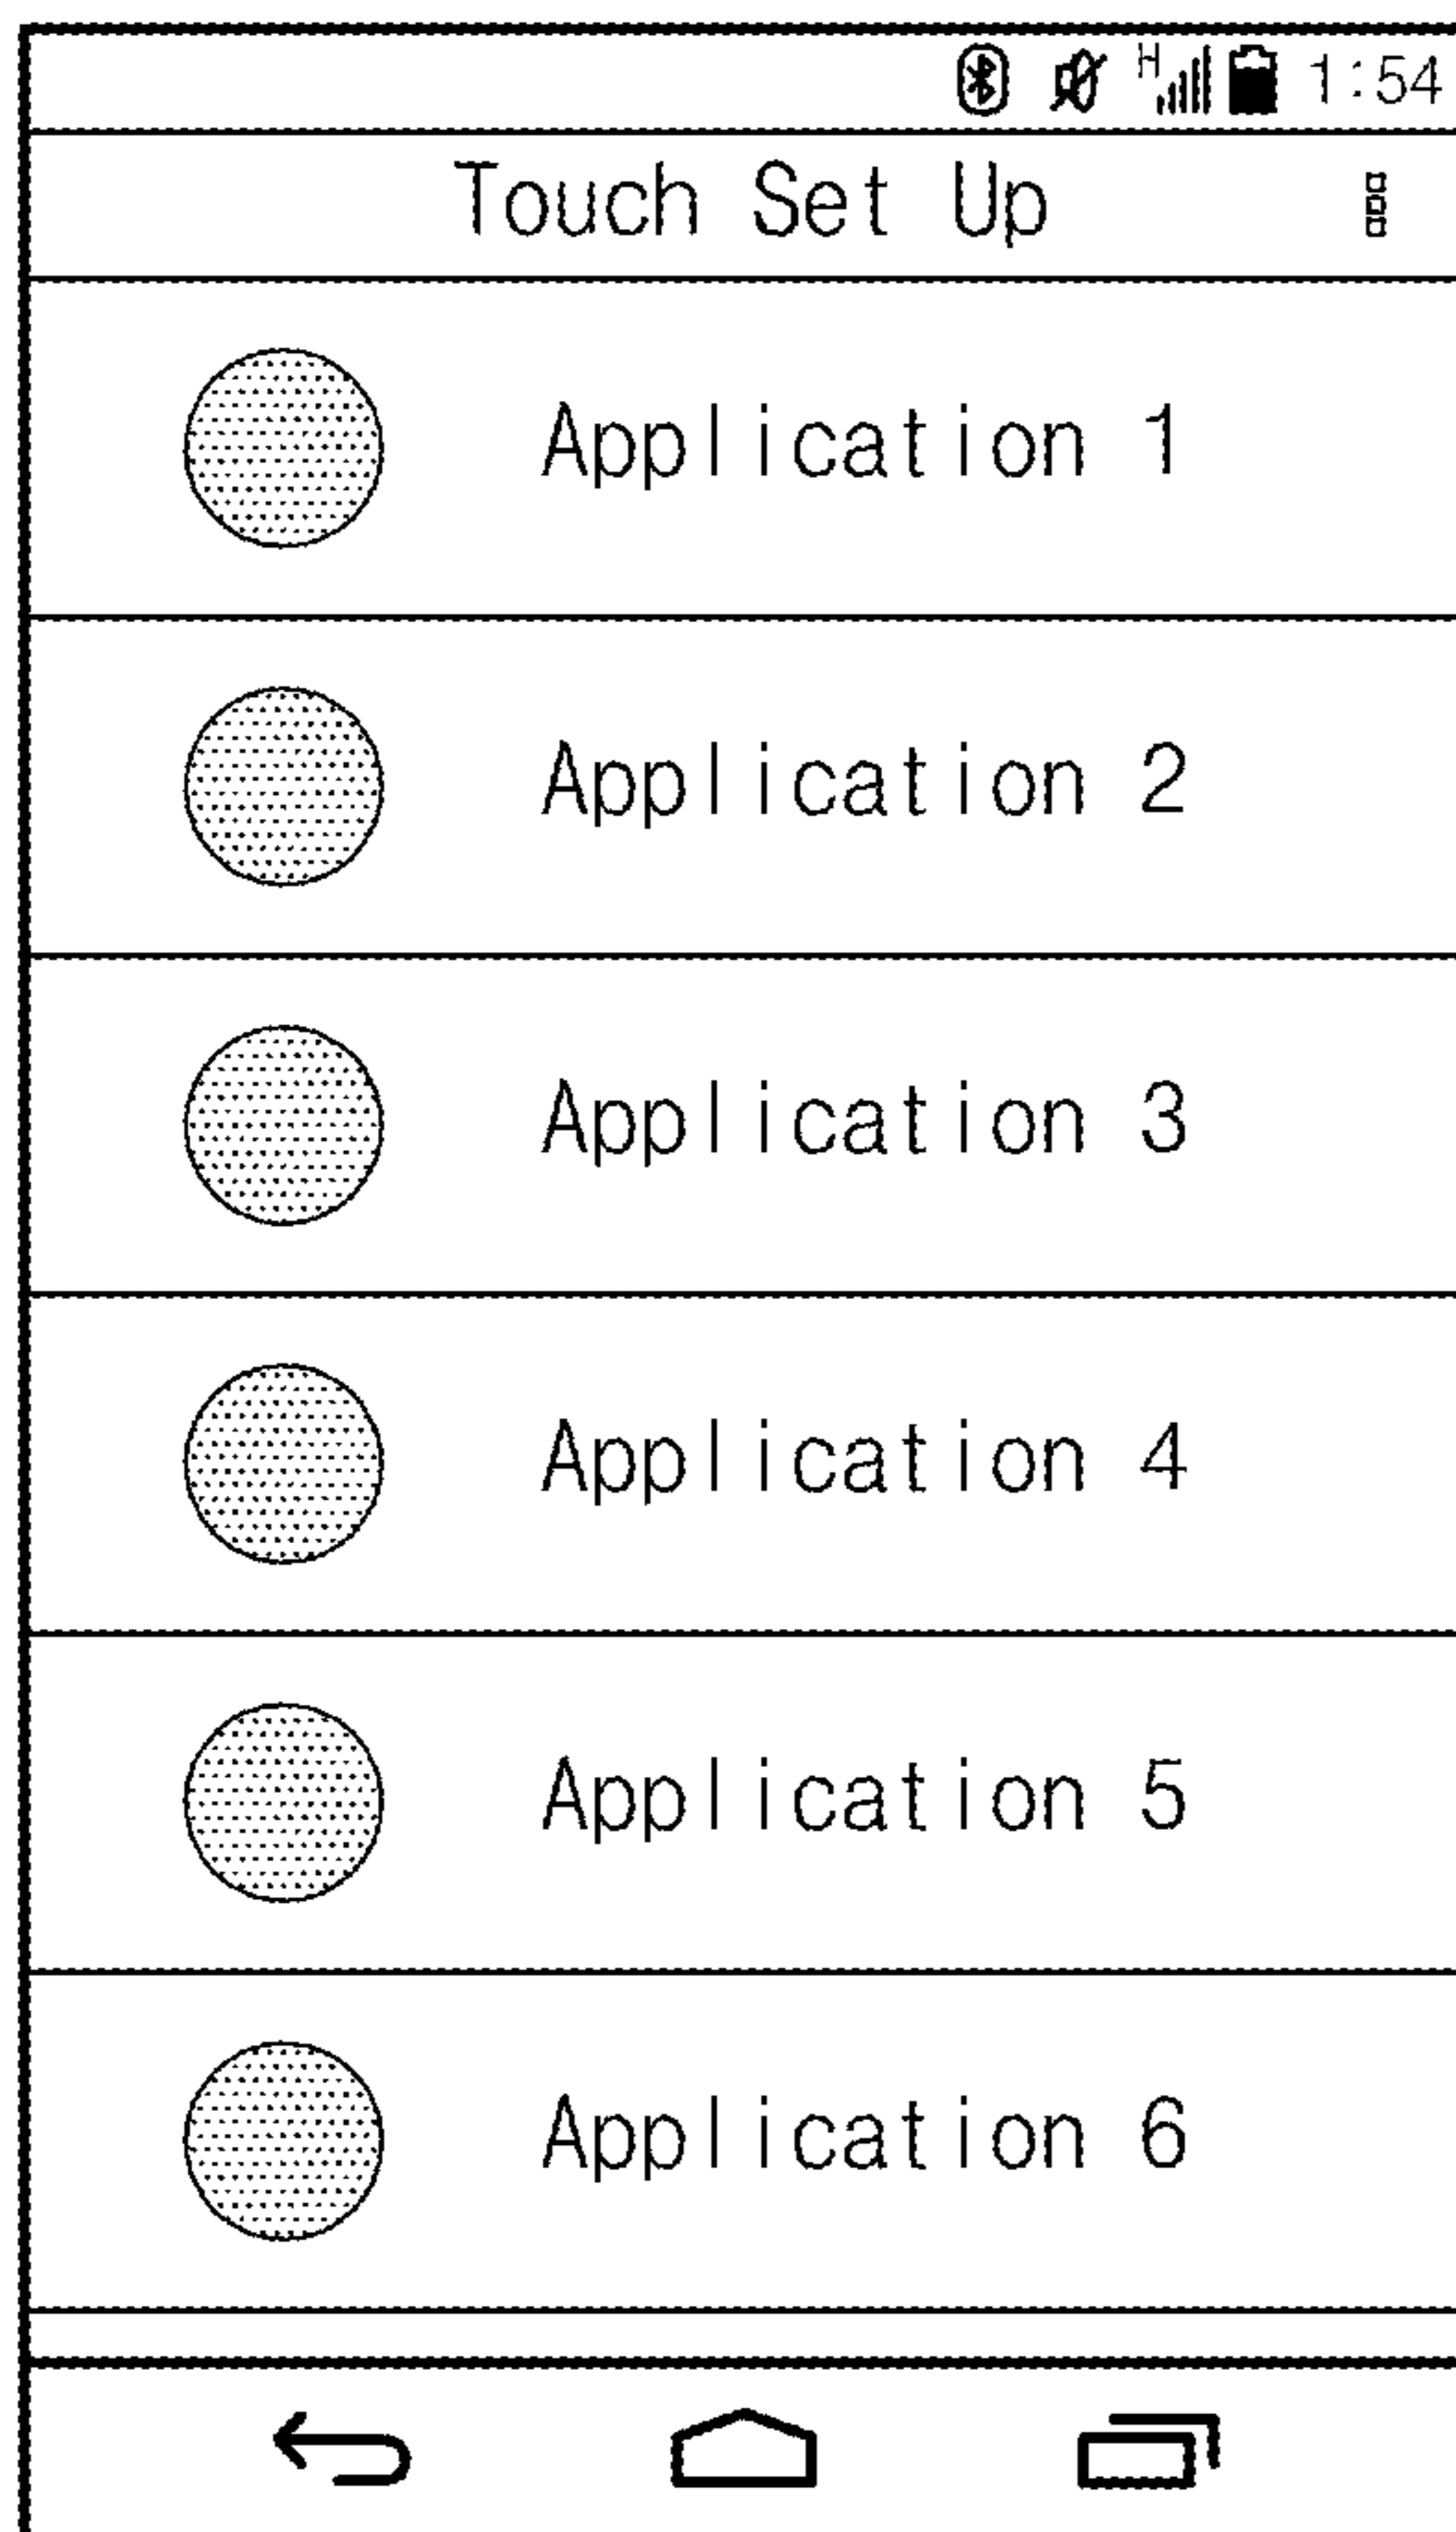 H 1:54
Touch Set Up
Application 1
Application 2
Application 3
Application 4
Application 5
Application 6